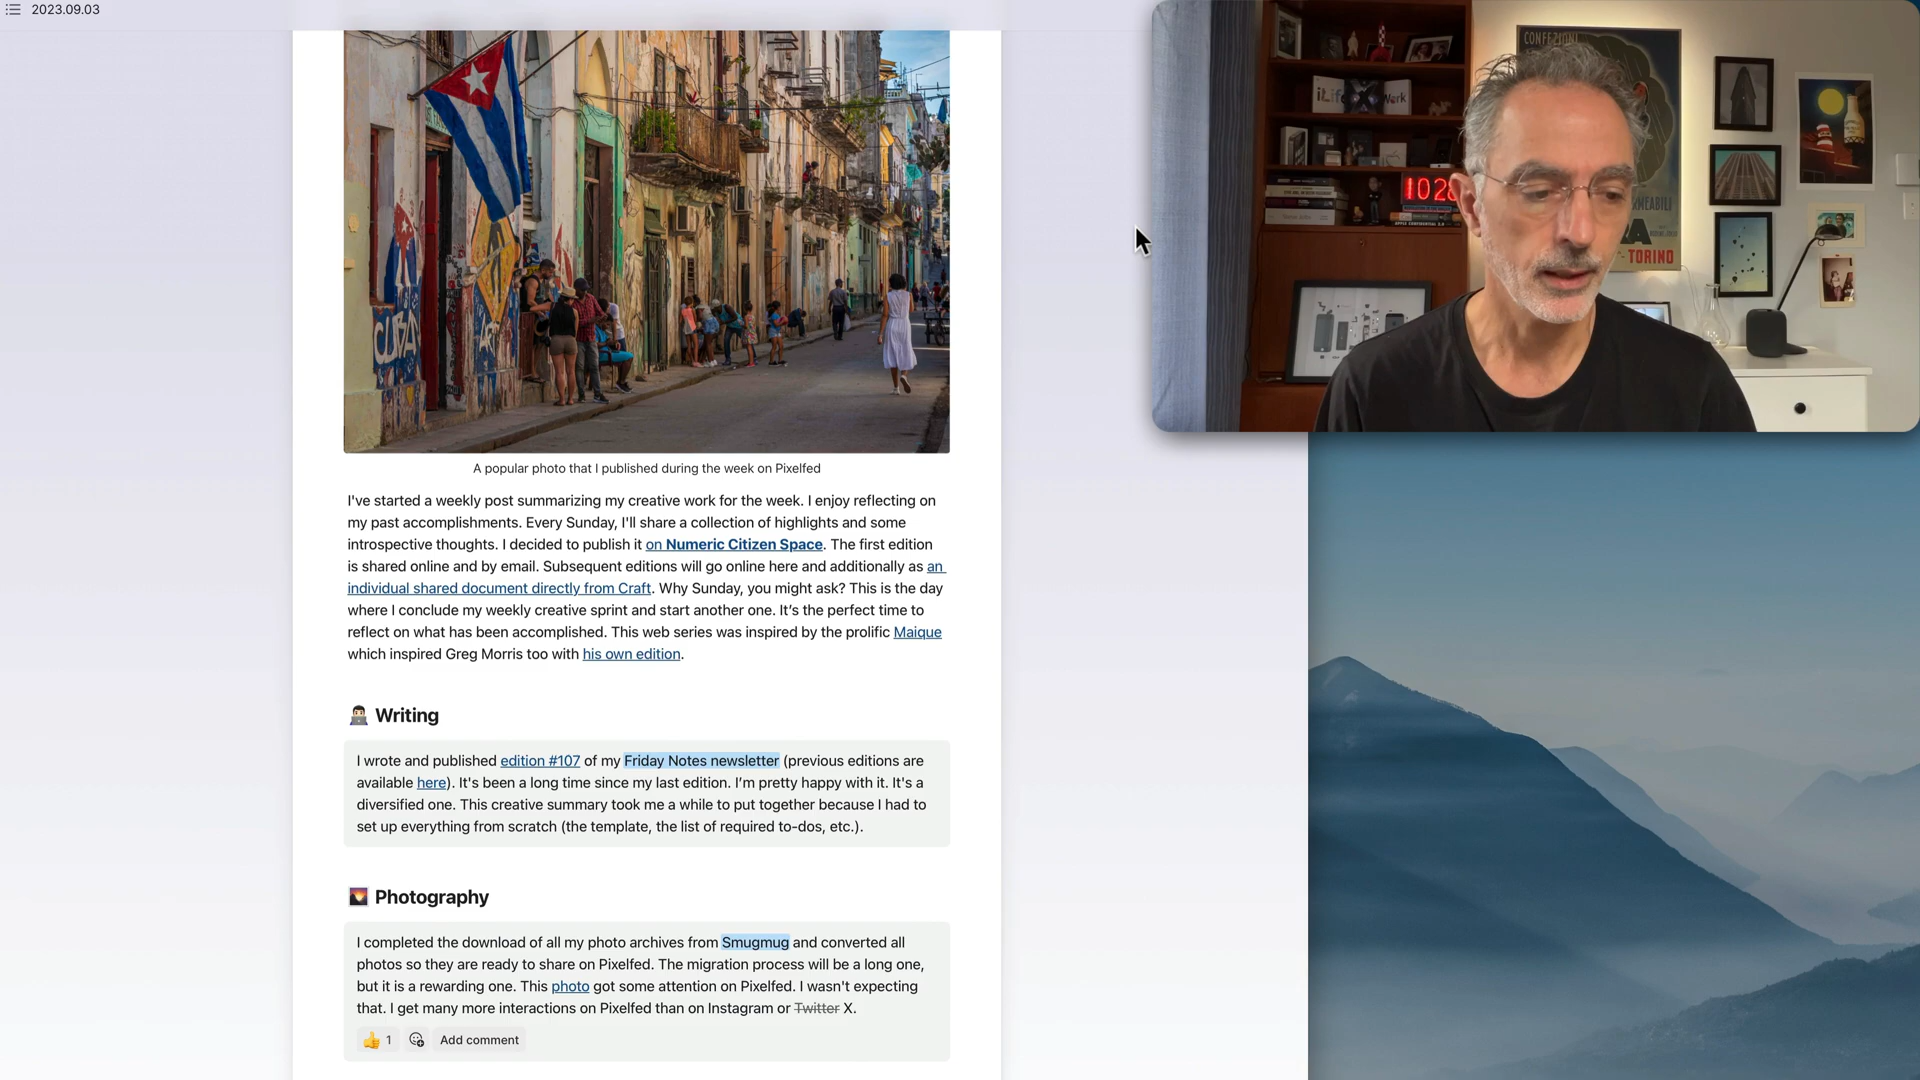 2023.09.03
CONFEZIONI
iLife
Work
102
MEABILI
A
- TORINO
CUBA
A popular photo that I published during the week on Pixelfed
I've started a weekly post summarizing my creative work for the week. I enjoy reflecting on
my past accomplishments. Every Sunday, I'll share a collection of highlights and some
introspective thoughts. I decided to publish it on Numeric Citizen Space. The first edition
is shared online and by email. Subsequent editions will go online here and additionally as an
individual shared document directly from Craft. Why Sunday, you might ask? This is the day
where I conclude my weekly creative sprint and start another one. It’s the perfect time to
reflect on what has been accomplished. This web series was inspired by the prolific Maique
which inspired Greg Morris too with his own edition.
Writing
I wrote and published edition #107 of my Friday Notes newsletter (previous editions are
available here). It's been a long time since my last edition. I’m pretty happy with it. It's a
diversified one. This creative summary took me a while to put together because I had to
set up everything from scratch (the template, the list of required to-dos, etc.).
Photography
I completed the download of all my photo archives from Smugmug and converted all
photos so they are ready to share on Pixelfed. The migration process will be a long one,
but it is a rewarding one. This photo got some attention on Pixelfed. I wasn't expecting
that. I get many more interactions on Pixelfed than on Instagram or Twitter X.
👍 1 Add comment